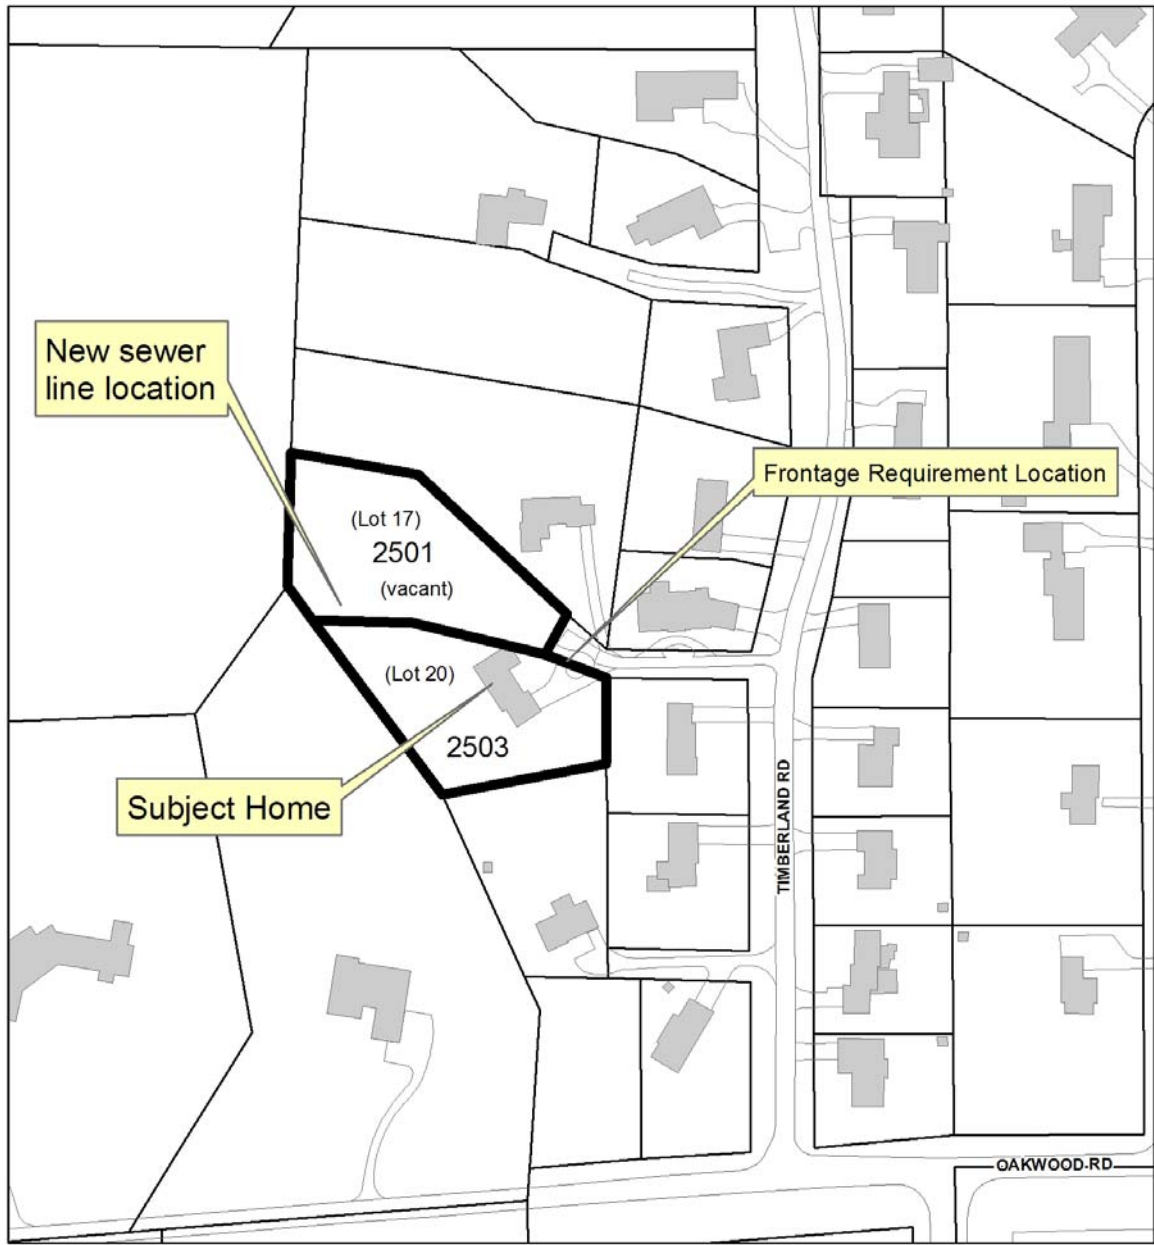 New sewer
line location
Frontage Requirement Location
(Lot 17)
2501
(vacant)
(Lot 20)
2503
Subject Home
TIMBERLAND RD
OAKWOOD RD